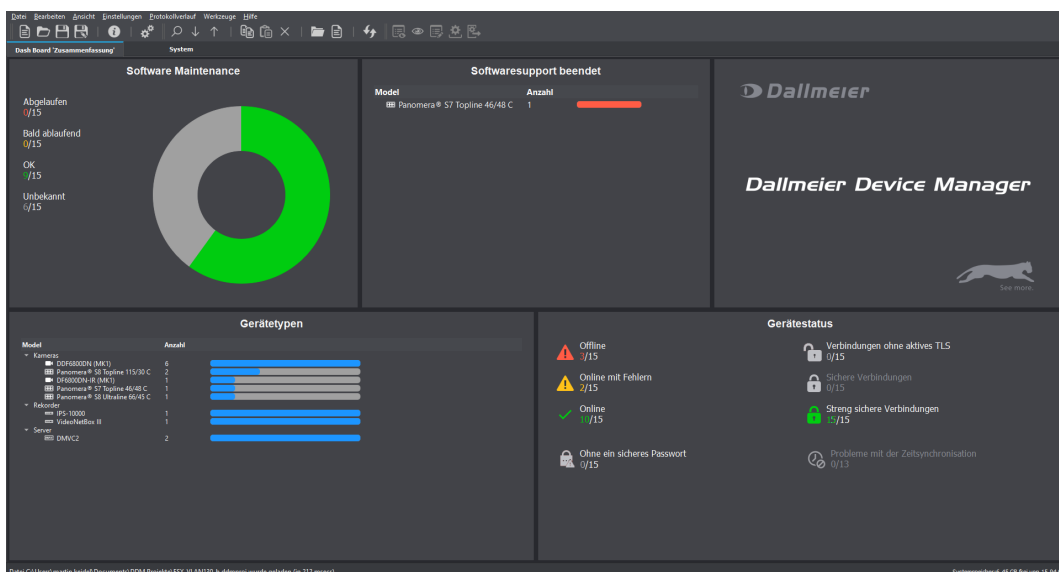 Datei Bearbeiten Ansicht Einstellungen Protokollverlauf Werkzeuge Hilfe
Dash Board 'Zusammenfassung' System
Software Maintenance
Abgelaufen
0/15
Bald ablaufend
0/15
OK
9/15
Unbekannt
6/15
Softwaresupport beendet
Model Anzahl
Panomera® S7 Topline 46/48 C 1
Dallmeier
Dallmeier Device Manager
See more.
Gerätetypen
Model Anzahl
Kameras
DDF6800DN (MK1) 6
Panomera® S8 Topline 115/30 C 2
DF6800DN-IR (MK1) 1
Panomera® S7 Topline 46/48 C 1
Panomera® S8 Ultraline 66/45 C 1
Rekorder
IPS-10000 1
VideoNetBox III 1
Server
DMVC2 2
Gerätestatus
Offline
3/15
Online mit Fehlern
2/15
Online
10/15
Ohne ein sicheres Passwort
0/15
Verbindungen ohne aktives TLS
0/15
Sichere Verbindungen
0/15
Streng sichere Verbindungen
15/15
Probleme mit der Zeitsynchronisation
0/13